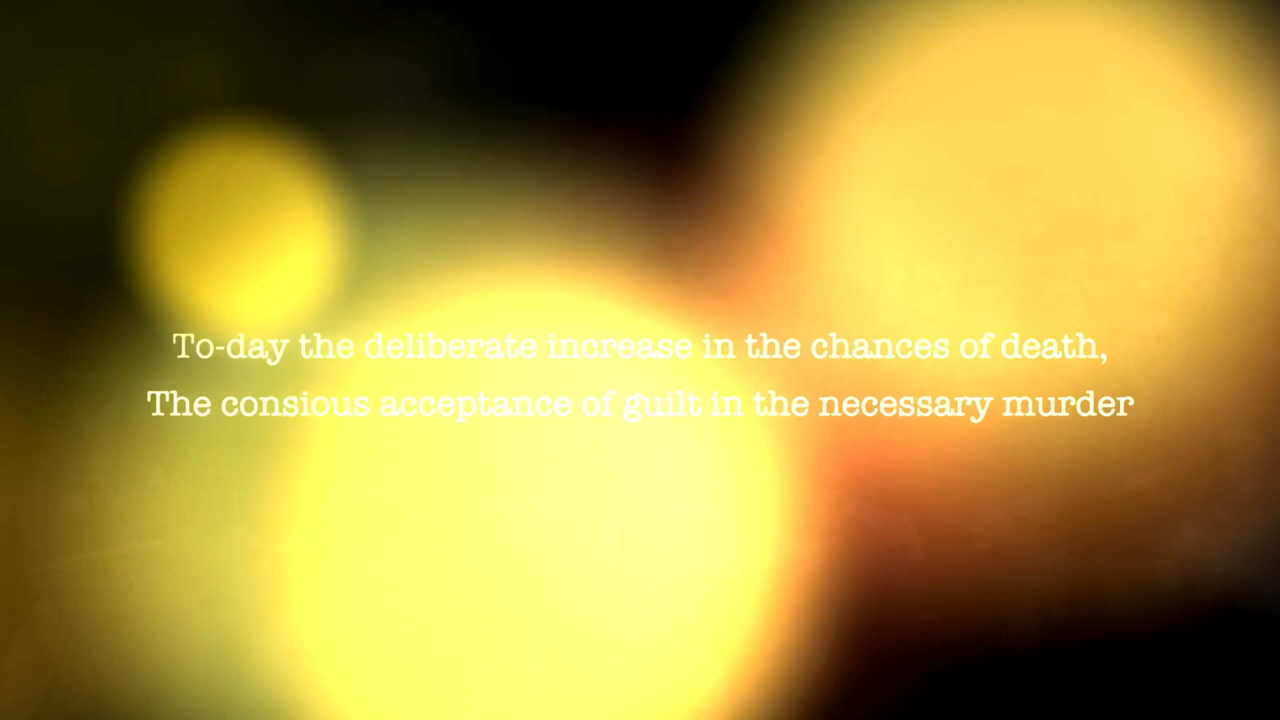 To-day the deliberate increase in the chances of death,
The consious acceptance of guilt in the necessary murder